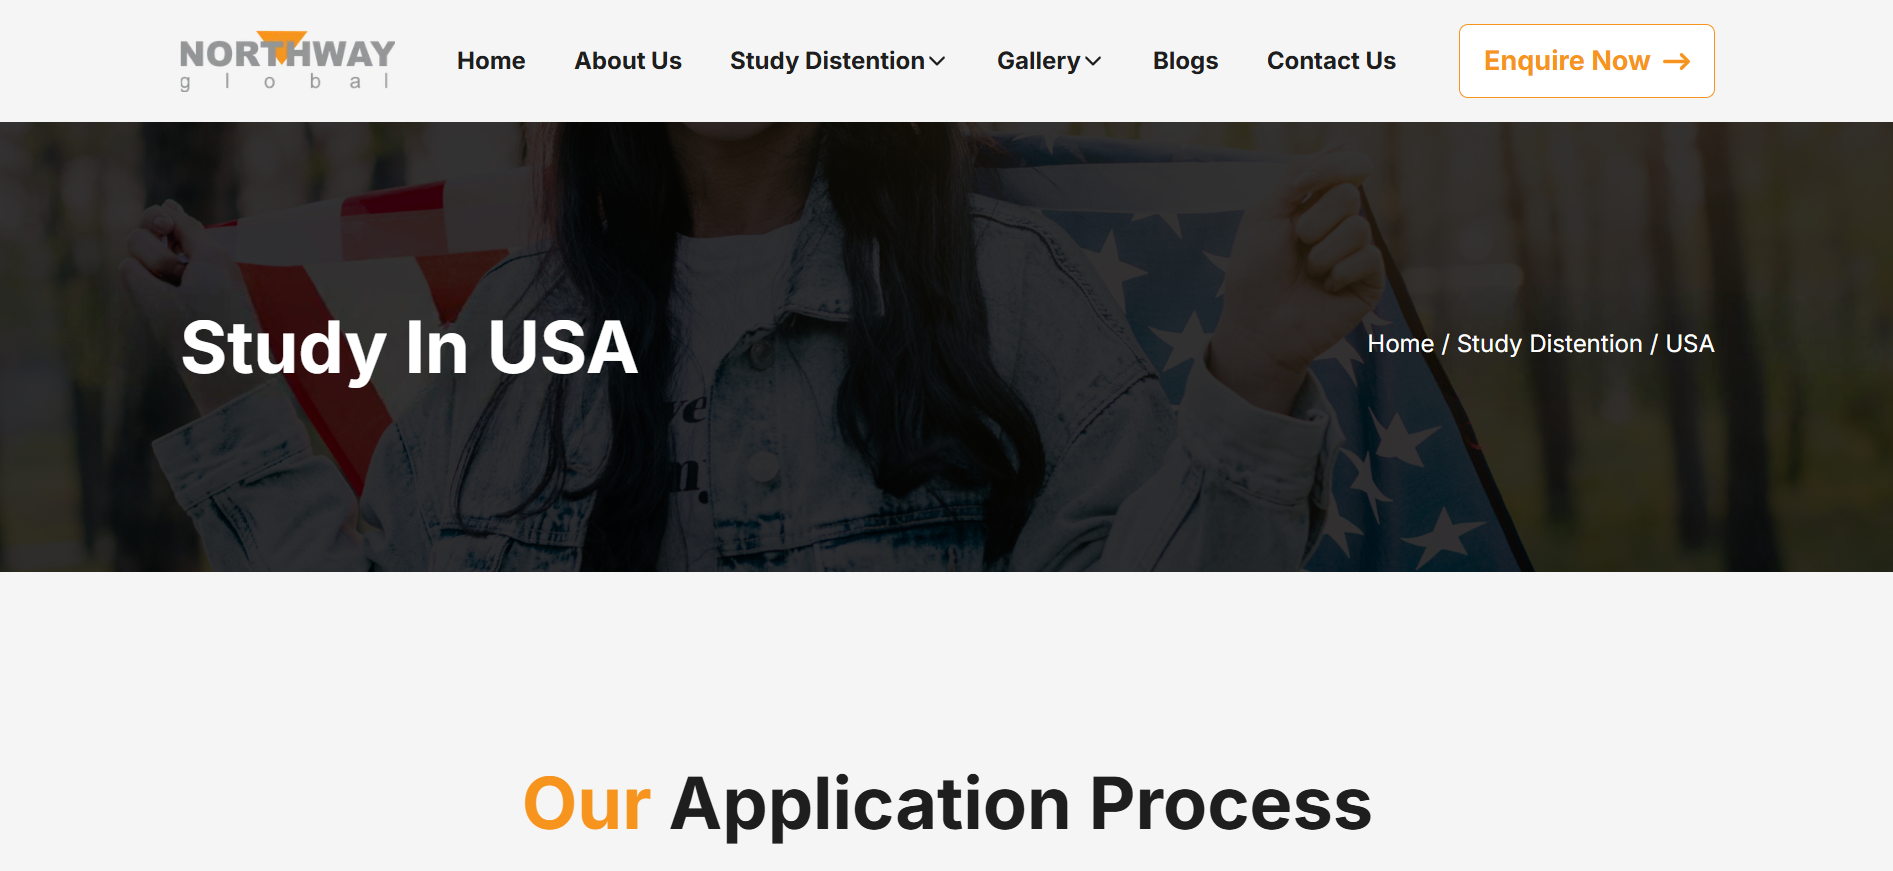 NORTHWAY
global
Home
About Us
Study Distention
Gallery
Blogs
Contact Us
Enquire Now
Study In USA
Home / Study Distention / USA
Our Application Process